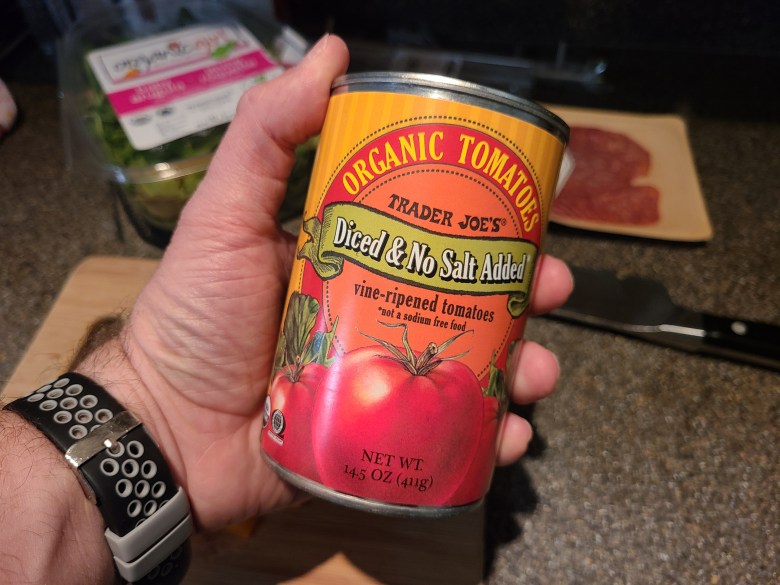 ORGANIC TOMATOES
TRADER JOE'S®
Diced & No Salt Added*
vine-ripened tomatoes
*not a sodium free food
NET WT.
14.5 OZ (411g)
organicgirl